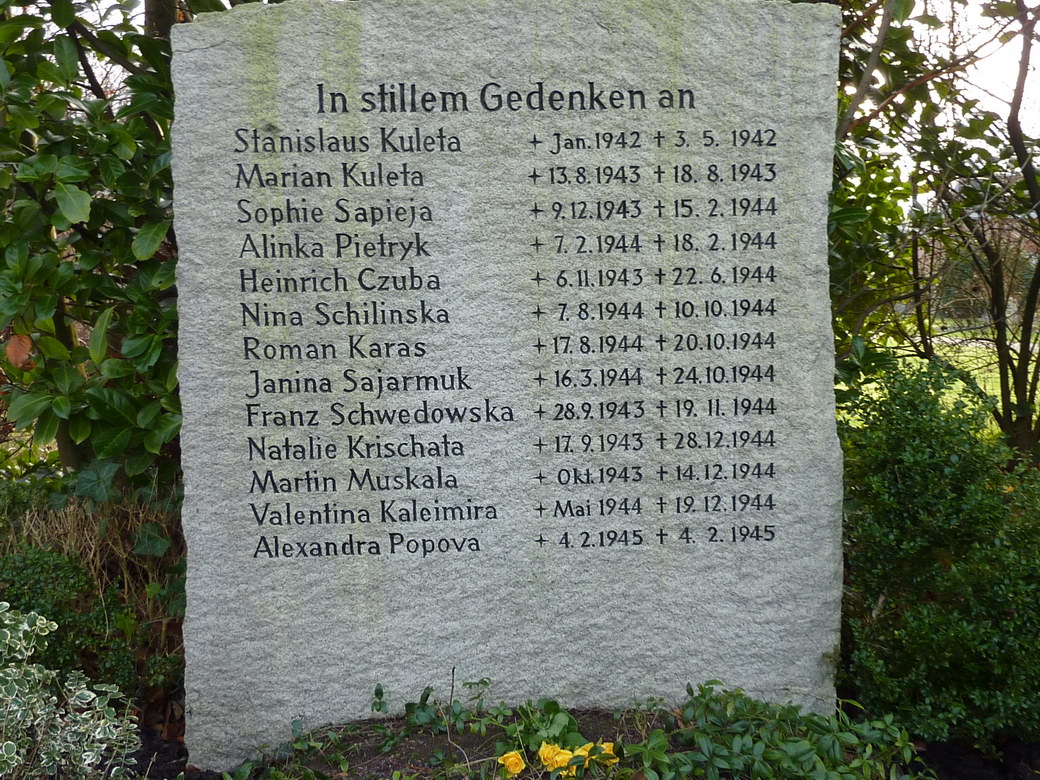 In stillem Gedenken an
Stanislaus Kuleta + Jan. 1942 † 3. 5. 1942
Marian Kuleta + 13. 8. 1943 † 18. 8. 1943
Sophie Sapieja + 9. 12. 1943 † 15. 2. 1944
Alinka Pietryk + 7. 2. 1944 † 18. 2. 1944
Heinrich Czuba + 6. 11. 1943 † 22. 6. 1944
Nina Schilinska + 7. 8. 1944 † 10. 10. 1944
Roman Karas + 17. 8. 1944 † 20. 10. 1944
Janina Sajarmuk + 16. 3. 1944 † 24. 10. 1944
Franz Schwedowska + 28. 9. 1943 † 19. 11. 1944
Natalie Krischata + 17. 9. 1943 † 28. 12. 1944
Martin Muskala + Okt. 1943 † 14. 12. 1944
Valentina Kaleimira + Mai 1944 † 19. 12. 1944
Alexandra Popova + 4. 2. 1945 † 4. 2. 1945